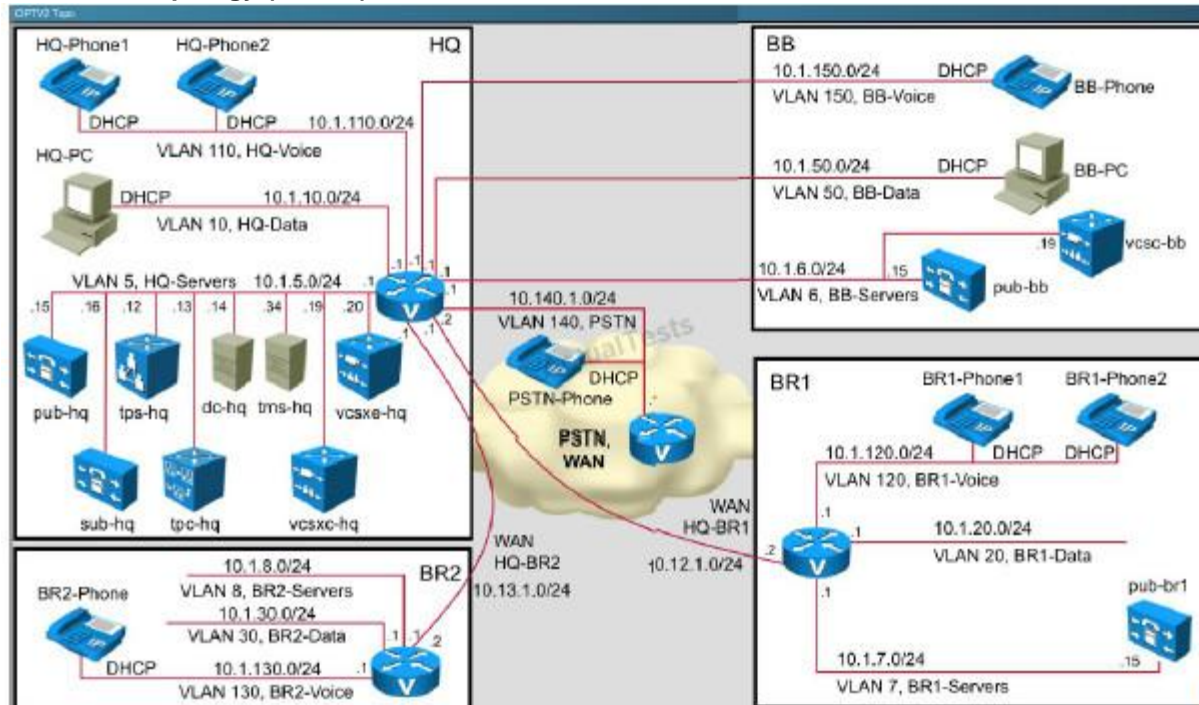 IPTV2 Topo
HQ-Phone1
HQ-Phone2
HQ
DHCP
DHCP
10.1.110.0/24
VLAN 110, HQ-Voice
HQ-PC
DHCP
10.1.10.0/24
VLAN 10, HQ-Data
VLAN 5, HQ-Servers
10.1.5.0/24
.1
.1
.1
.1
.1
.1
.1
.2
.1
.1
.15
.16
.12
.13
.14
.34
.19
.20
V
pub-hq
tps-hq
dc-hq
tms-hq
vcsxe-hq
sub-hq
tpc-hq
vcsxc-hq
BB
10.1.150.0/24
DHCP
VLAN 150, BB-Voice
BB-Phone
10.1.50.0/24
DHCP
VLAN 50, BB-Data
BB-PC
10.1.6.0/24
.15
.19
vcsc-bb
VLAN 6, BB-Servers
pub-bb
10.140.1.0/24
VLAN 140, PSTN
DHCP
PSTN-Phone
PSTN,
WAN
V
WAN
HQ-BR1
10.12.1.0/24
WAN
HQ-BR2
10.13.1.0/24
BR1
BR1-Phone1
BR1-Phone2
DHCP
DHCP
10.1.120.0/24
VLAN 120, BR1-Voice
.1
.1
10.1.20.0/24
VLAN 20, BR1-Data
.2
V
.1
pub-br1
10.1.7.0/24
.15
VLAN 7, BR1-Servers
BR2
10.1.8.0/24
VLAN 8, BR2-Servers
BR2-Phone
10.1.30.0/24
VLAN 30, BR2-Data
.1
.1
.2
DHCP
10.1.130.0/24
.1
VLAN 130, BR2-Voice
V